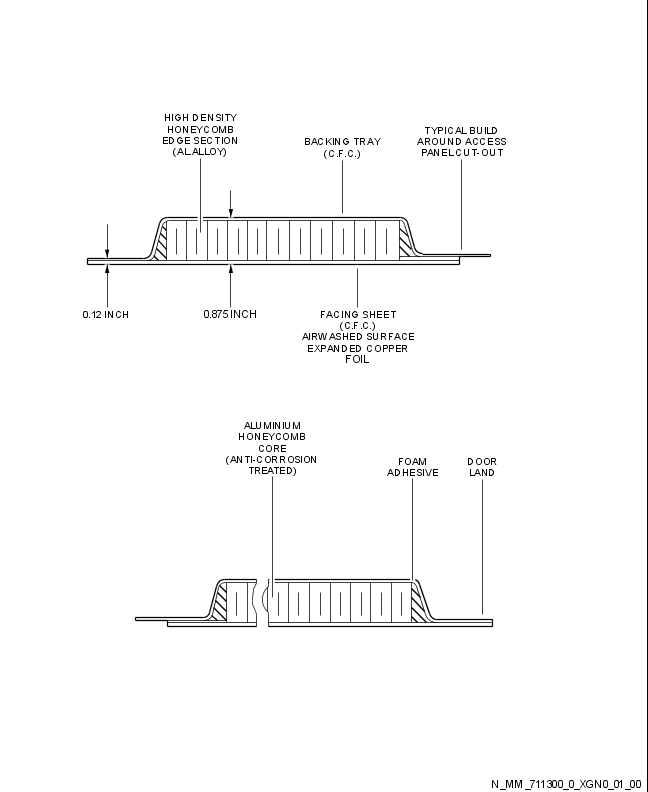 HIGH DENSITY
HONEYCOMB
EDGE SECTION
(AL.ALLOY)
BACKING TRAY
(C.F.C.)
TYPICAL BUILD
AROUND ACCESS
PANEL CUT-OUT
0.12 INCH
0.875 INCH
FACING SHEET
(C.F.C.)
AIRWASHED SURFACE
EXPANDED COPPER
FOIL
ALUMINIUM
HONEYCOMB
CORE
(ANTI-CORROSION
TREATED)
FOAM
ADHESIVE
DOOR
LAND
N_MM_711300_0_XGN0_01_00